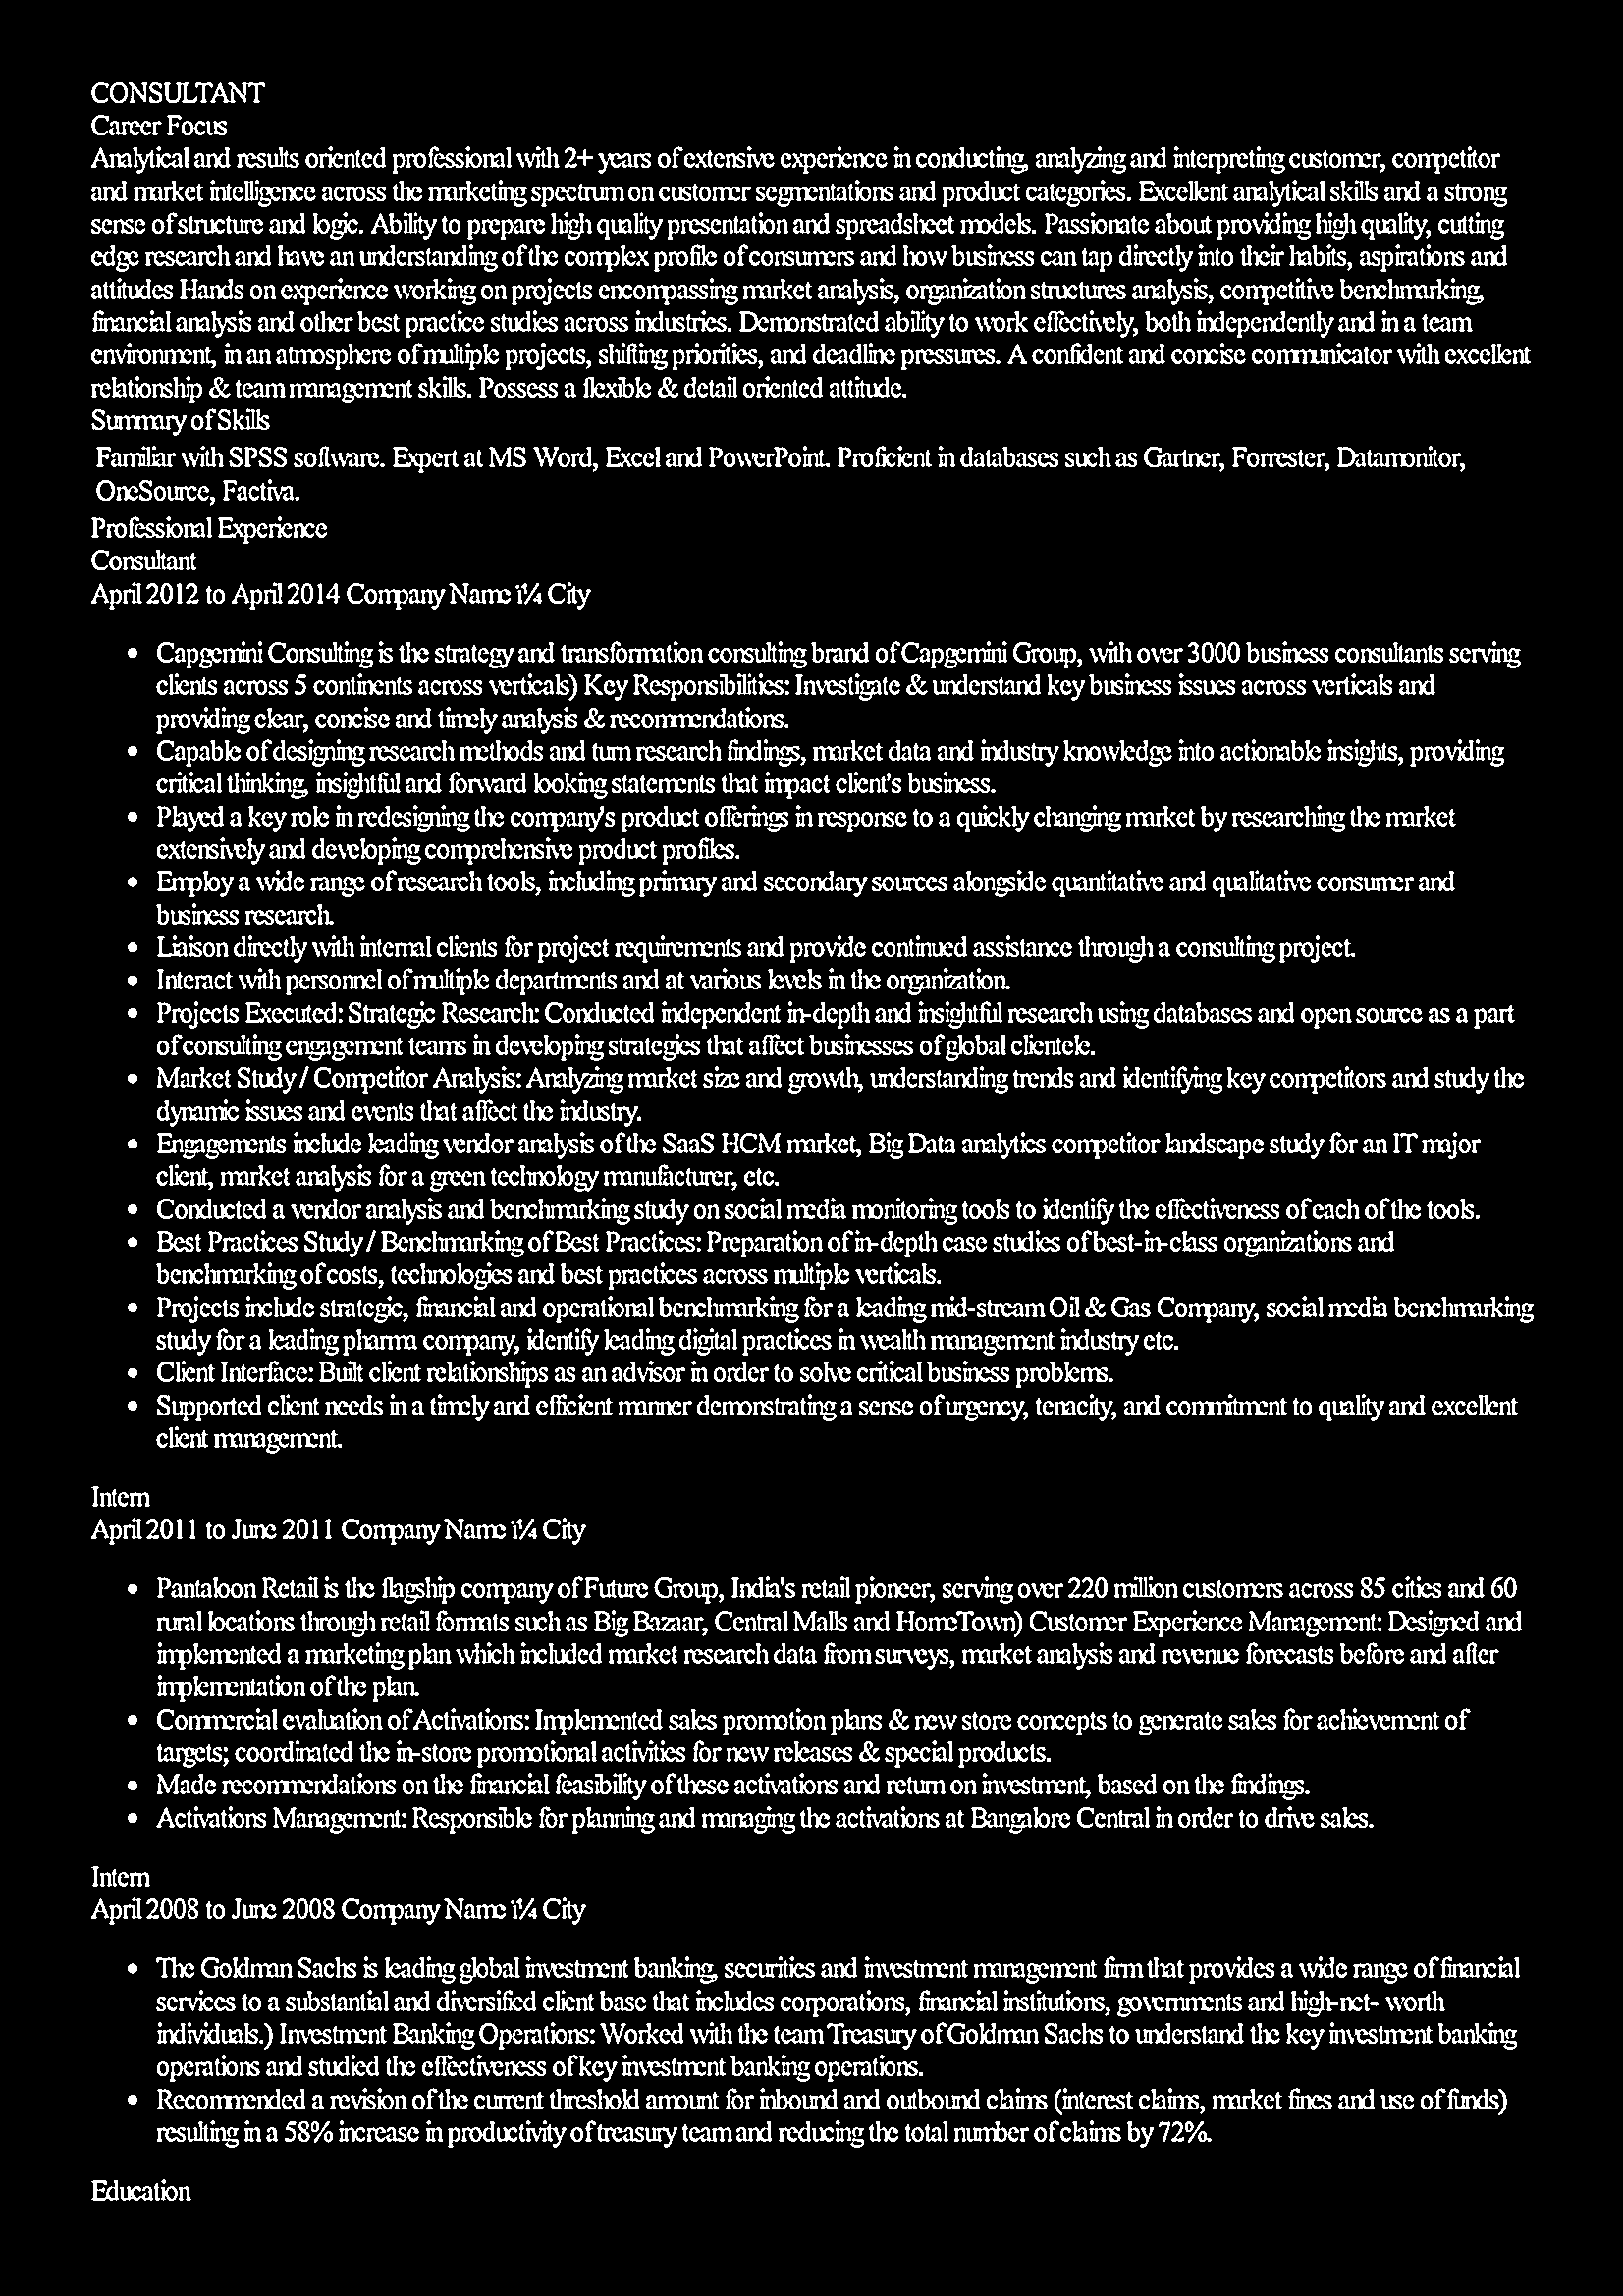 CONSULTANT
Career Focus
Analytical and results oriented professional with 2+ years of extensive experience in conducting, analyzing and interpreting customer, competitor
and market intelligence across the marketing spectrum on customer segmentations and product categories. Excellent analytical skills and a strong
sense of structure and logic. Ability to prepare high quality presentation and spreadsheet models. Passionate about providing high quality, cutting
edge research and have an understanding of the complex profile of consumers and how business can tap directly into their habits, aspirations and
attitudes Hands on experience working on projects encompassing market analysis, organization structures analysis, competitive benchmarking,
financial analysis and other best practice studies across industries. Demonstrated ability to work effectively, both independently and in a team
environment, in an atmosphere of multiple projects, shifting priorities, and deadline pressures. A confident and concise communicator with excellent
relationship & team management skills. Possess a flexible & detail oriented attitude.
Summary of Skills
Familiar with SPSS software. Expert at MS Word, Excel and PowerPoint. Proficient in databases such as Gartner, Forrester, Datamonitor,
OneSource, Factiva.
Professional Experience
Consultant
April 2012 to April 2014 Company Name ï¼ City
• Capgemini Consulting is the strategy and transformation consulting brand of Capgemini Group, with over 3000 business consultants serving
clients across 5 continents across verticals) Key Responsibilities: Investigate & understand key business issues across verticals and
providing clear, concise and timely analysis & recommendations.
• Capable of designing research methods and turn research findings, market data and industry knowledge into actionable insights, providing
critical thinking, insightful and forward looking statements that impact client's business.
• Played a key role in redesigning the company's product offerings in response to a quickly changing market by researching the market
extensively and developing comprehensive product profiles.
• Employ a wide range of research tools, including primary and secondary sources alongside quantitative and qualitative consumer and
business research.
• Liaison directly with internal clients for project requirements and provide continued assistance through a consulting project.
• Interact with personnel of multiple departments and at various levels in the organization.
• Projects Executed: Strategic Research: Conducted independent in-depth and insightful research using databases and open source as a part
of consulting engagement teams in developing strategies that affect businesses of global clientele.
• Market Study / Competitor Analysis: Analyzing market size and growth, understanding trends and identifying key competitors and study the
dynamic issues and events that affect the industry.
• Engagements include leading vendor analysis of the SaaS HCM market, Big Data analytics competitor landscape study for an IT major
client, market analysis for a green technology manufacturer, etc.
• Conducted a vendor analysis and benchmarking study on social media monitoring tools to identify the effectiveness of each of the tools.
• Best Practices Study / Benchmarking of Best Practices: Preparation of in-depth case studies of best-in-class organizations and
benchmarking of costs, technologies and best practices across multiple verticals.
• Projects include strategic, financial and operational benchmarking for a leading mid-stream Oil & Gas Company, social media benchmarking
study for a leading pharma company, identify leading digital practices in wealth management industry etc.
• Client Interface: Built client relationships as an advisor in order to solve critical business problems.
• Supported client needs in a timely and efficient manner demonstrating a sense of urgency, tenacity, and commitment to quality and excellent
client management.
Intern
April 2011 to June 2011 Company Name ï¼ City
• Pantaloon Retail is the flagship company of Future Group, India's retail pioneer, serving over 220 million customers across 85 cities and 60
rural locations through retail formats such as Big Bazaar, Central Malls and HomeTown) Customer Experience Management: Designed and
implemented a marketing plan which included market research data from surveys, market analysis and revenue forecasts before and after
implementation of the plan.
• Commercial evaluation of Activations: Implemented sales promotion plans & new store concepts to generate sales for achievement of
targets; coordinated the in-store promotional activities for new releases & special products.
• Made recommendations on the financial feasibility of these activations and return on investment, based on the findings.
• Activations Management: Responsible for planning and managing the activations at Bangalore Central in order to drive sales.
Intern
April 2008 to June 2008 Company Name ï¼ City
• The Goldman Sachs is leading global investment banking, securities and investment management firm that provides a wide range of financial
services to a substantial and diversified client base that includes corporations, financial institutions, governments and high-net- worth
individuals.) Investment Banking Operations: Worked with the team Treasury of Goldman Sachs to understand the key investment banking
operations and studied the effectiveness of key investment banking operations.
• Recommended a revision of the current threshold amount for inbound and outbound claims (interest claims, market fines and use of funds)
resulting in a 58% increase in productivity of treasury team and reducing the total number of claims by 72%.
Education